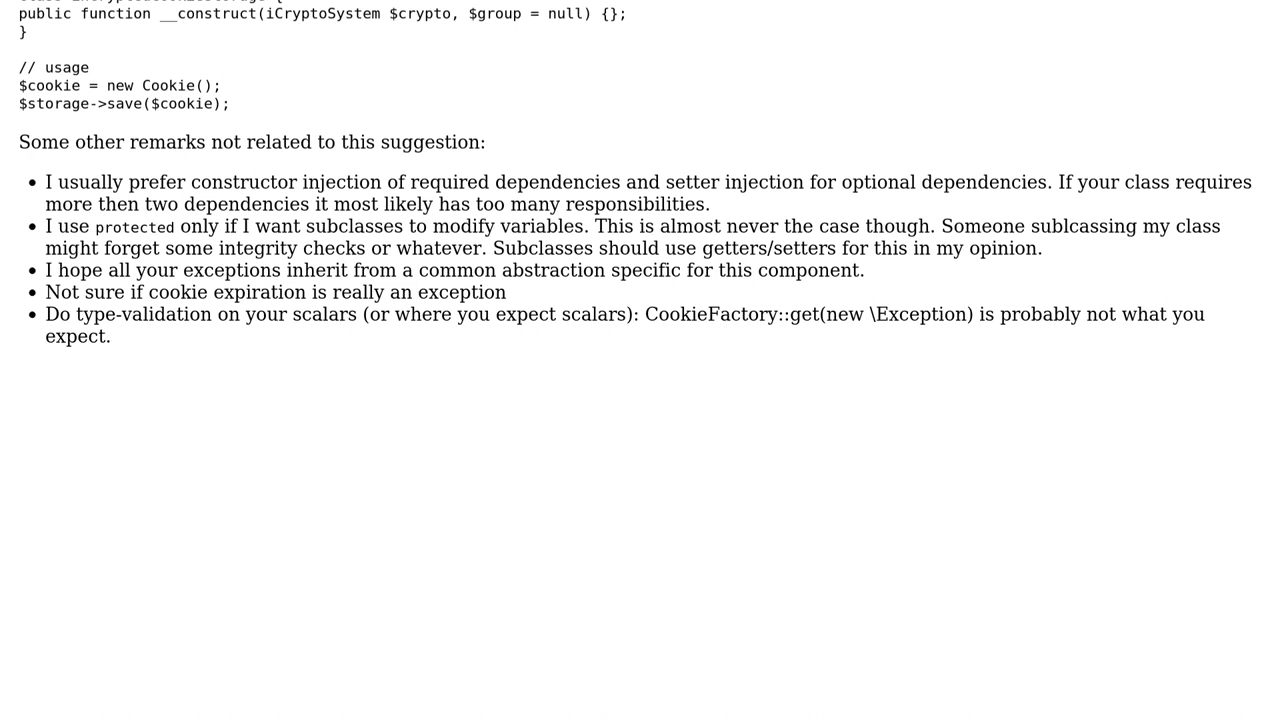 public function __construct(iCryptoSystem $crypto, $group = null) {};
}
// usage
$cookie = new Cookie();
$storage->save($cookie);
Some other remarks not related to this suggestion:
• I usually prefer constructor injection of required dependencies and setter injection for optional dependencies. If your class requires
more then two dependencies it most likely has too many responsibilities.
• I use protected only if I want subclasses to modify variables. This is almost never the case though. Someone sublcassing my class
might forget some integrity checks or whatever. Subclasses should use getters/setters for this in my opinion.
• I hope all your exceptions inherit from a common abstraction specific for this component.
• Not sure if cookie expiration is really an exception
• Do type-validation on your scalars (or where you expect scalars): CookieFactory::get(new \Exception) is probably not what you
expect.